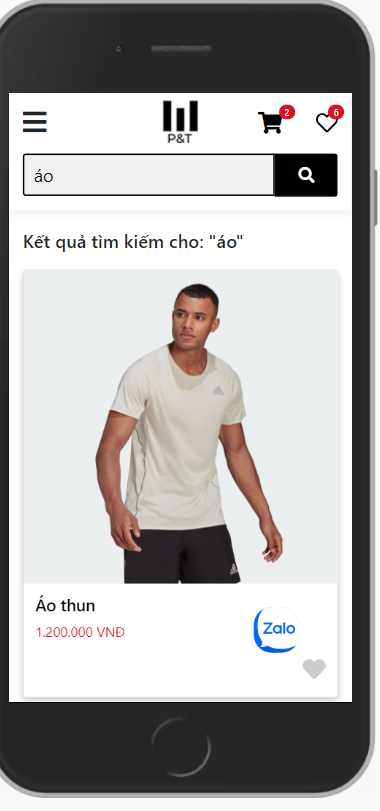 2
6
P&T
áo
Kết quả tìm kiếm cho: "áo"
Áo thun
1.200.000 VNĐ
Zalo